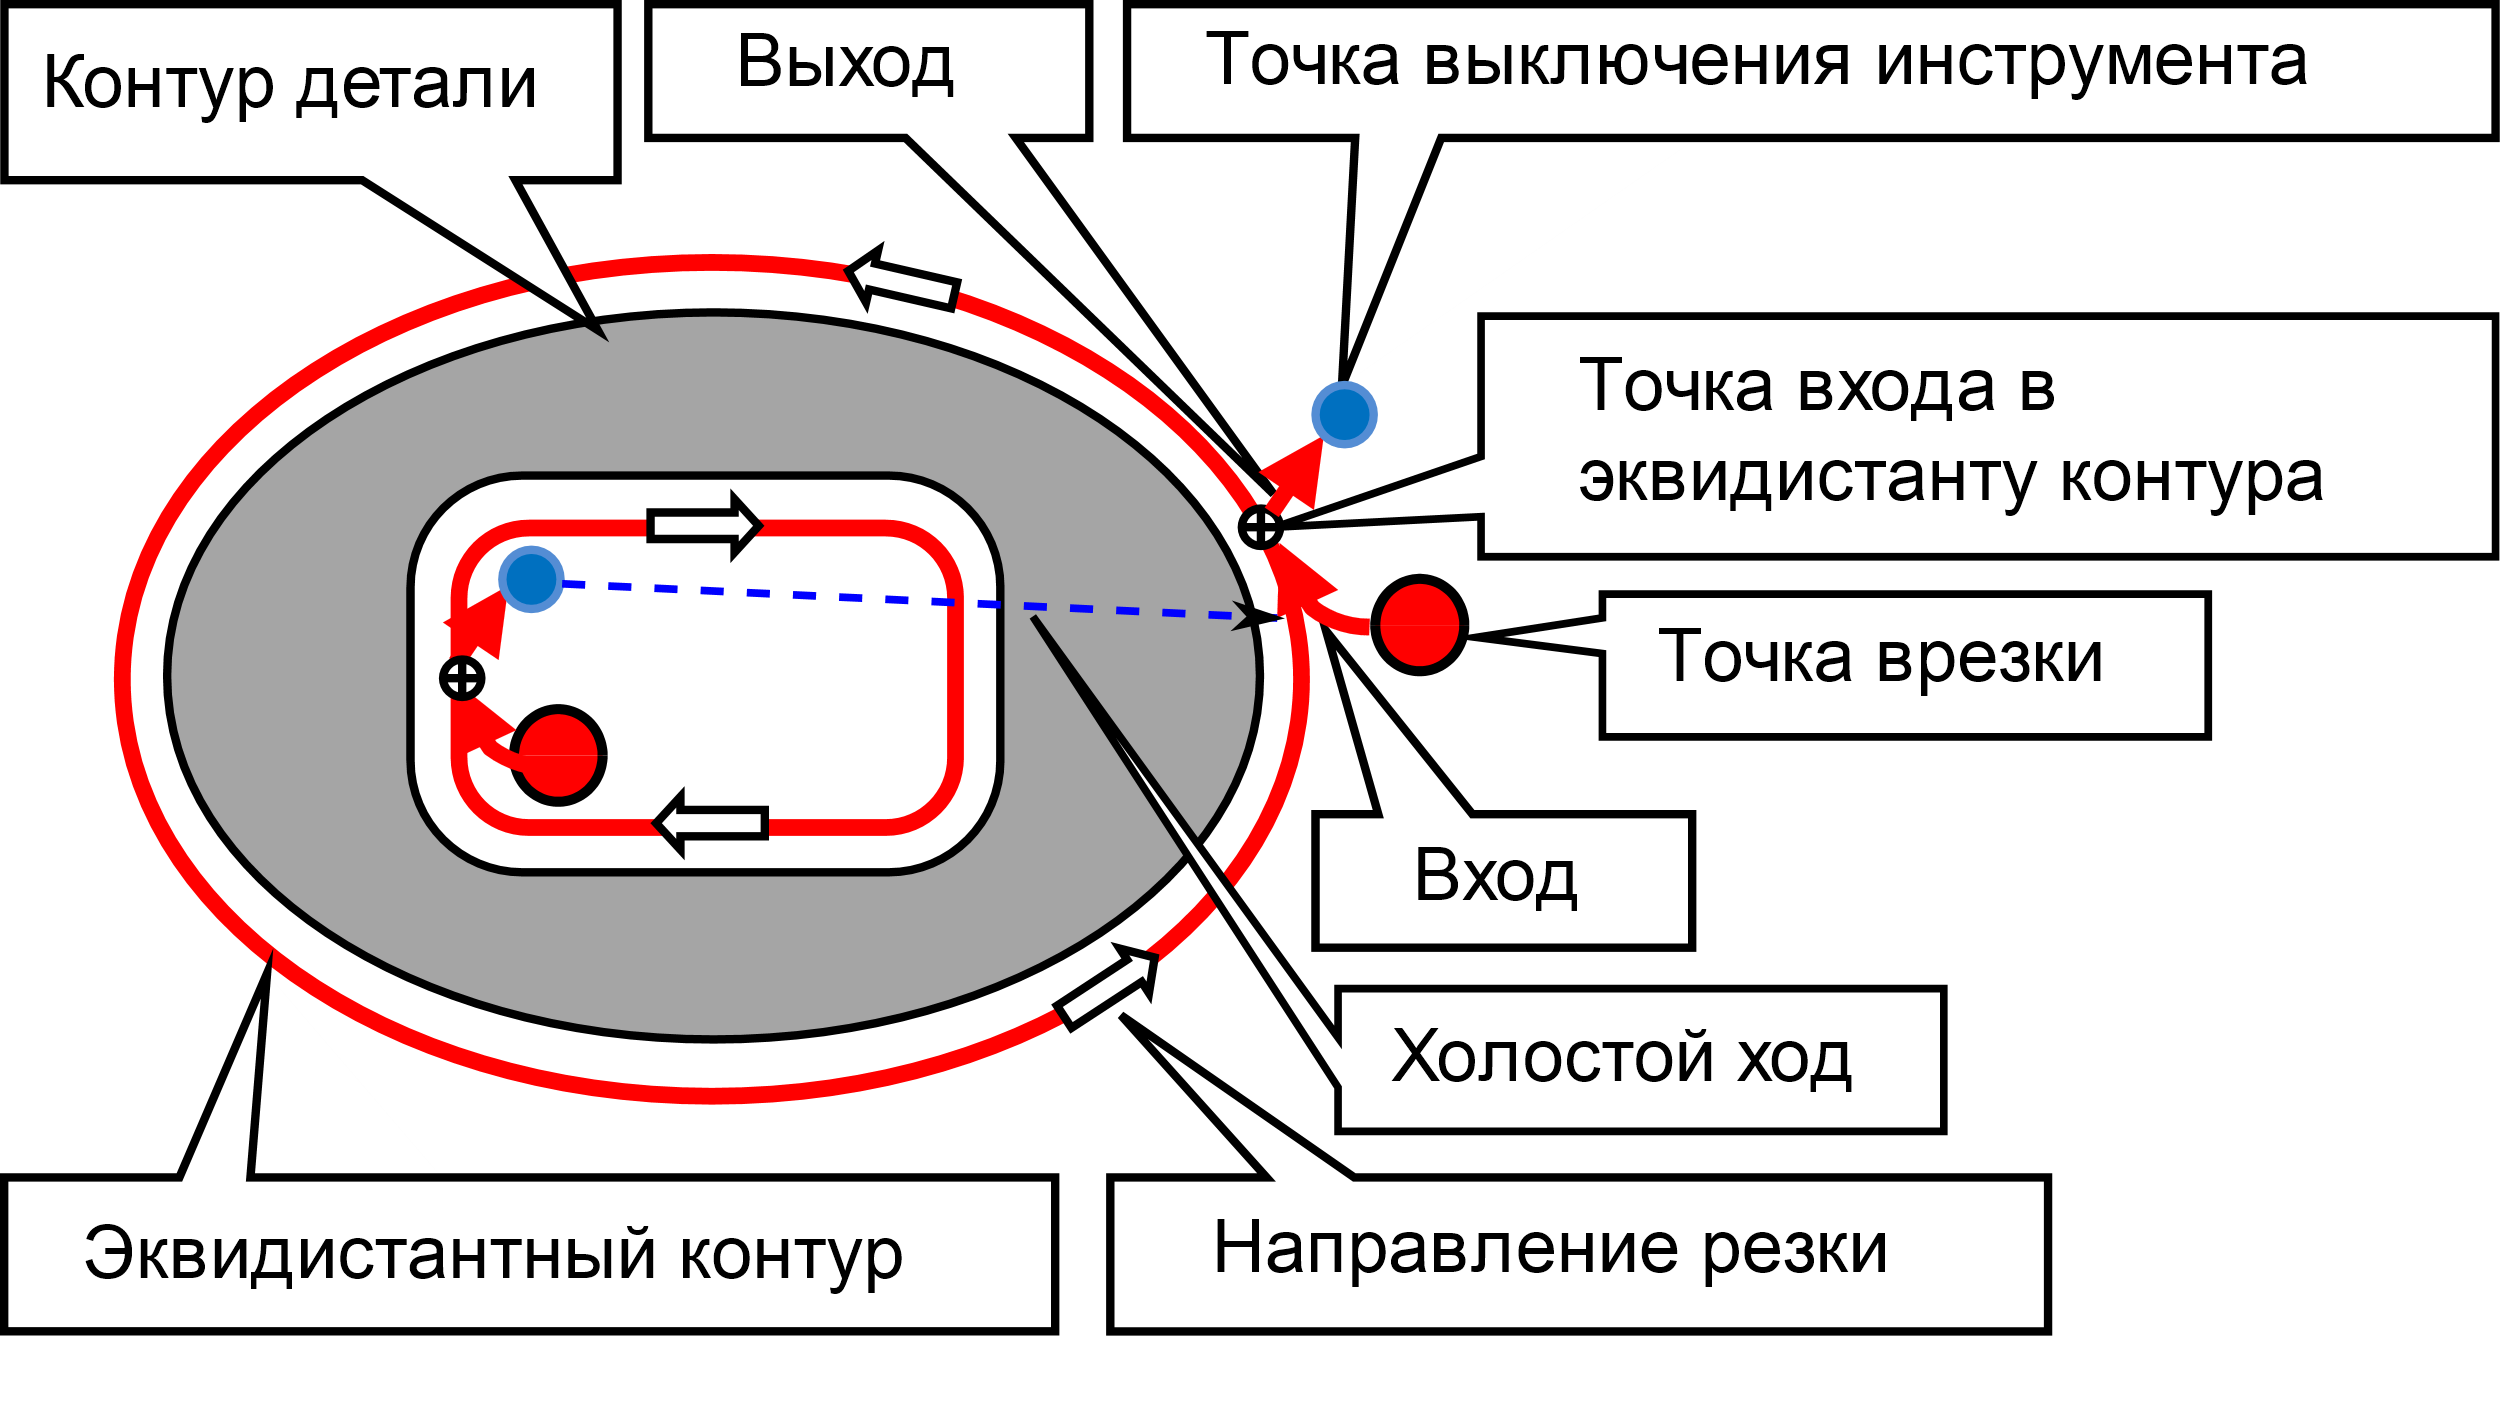 Контур детали
Выход
Точка выключения инструмента
Точка входа в
эквидистанту контура
Точка врезки
Вход
Холостой ход
Эквидистантный контур
Направление резки